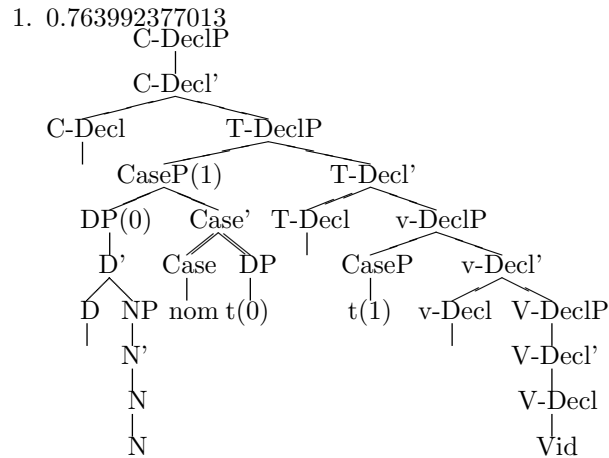 1. 0.763992377013
C-DeclP
C-Decl’
C-Decl T-DeclP
CaseP(1) T-Decl’
DP(0) Case’ T-Decl v-DeclP
D’ Case DP CaseP v-Decl’
D NP nom t(0) t(1) v-Decl V-DeclP
N’ V-Decl’
N V-Decl
N Vid